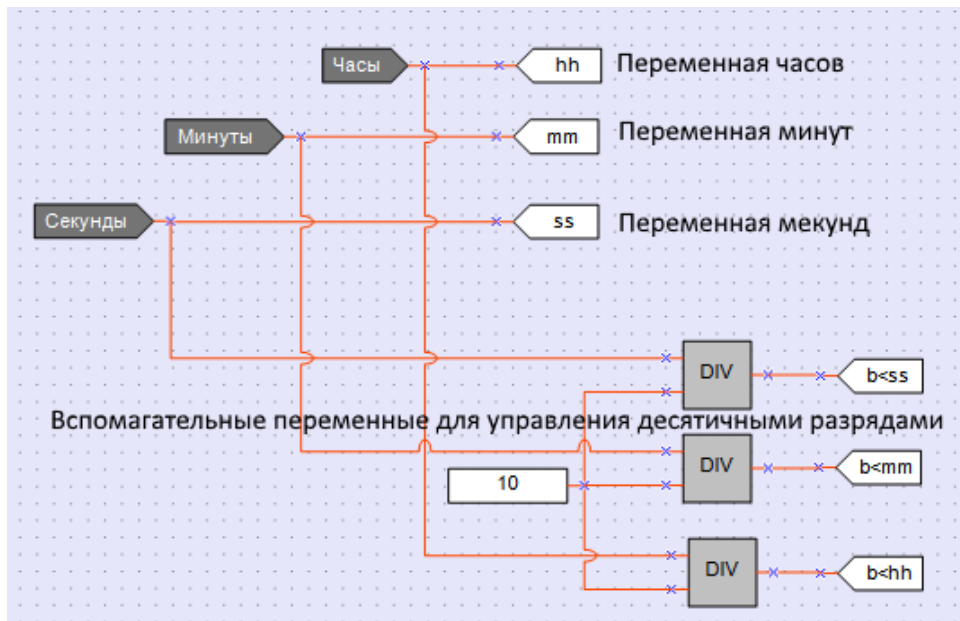 Часы hh Переменная часов
Минуты mm Переменная минут
Секунды ss Переменная мекунд
DIV b<ss
Вспомагательные переменные для управления десятичными разрядами
DIV b<mm
10
DIV b<hh